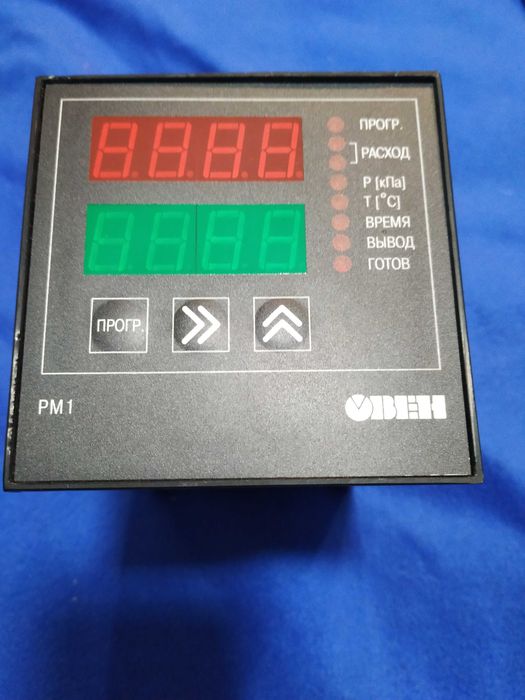 ПРОГР.
РАСХОД
P [кПа]
T [°C]
ВРЕМЯ
ВЫВОД
ГОТОВ
ПРОГР.
РМ1
ОВЕН